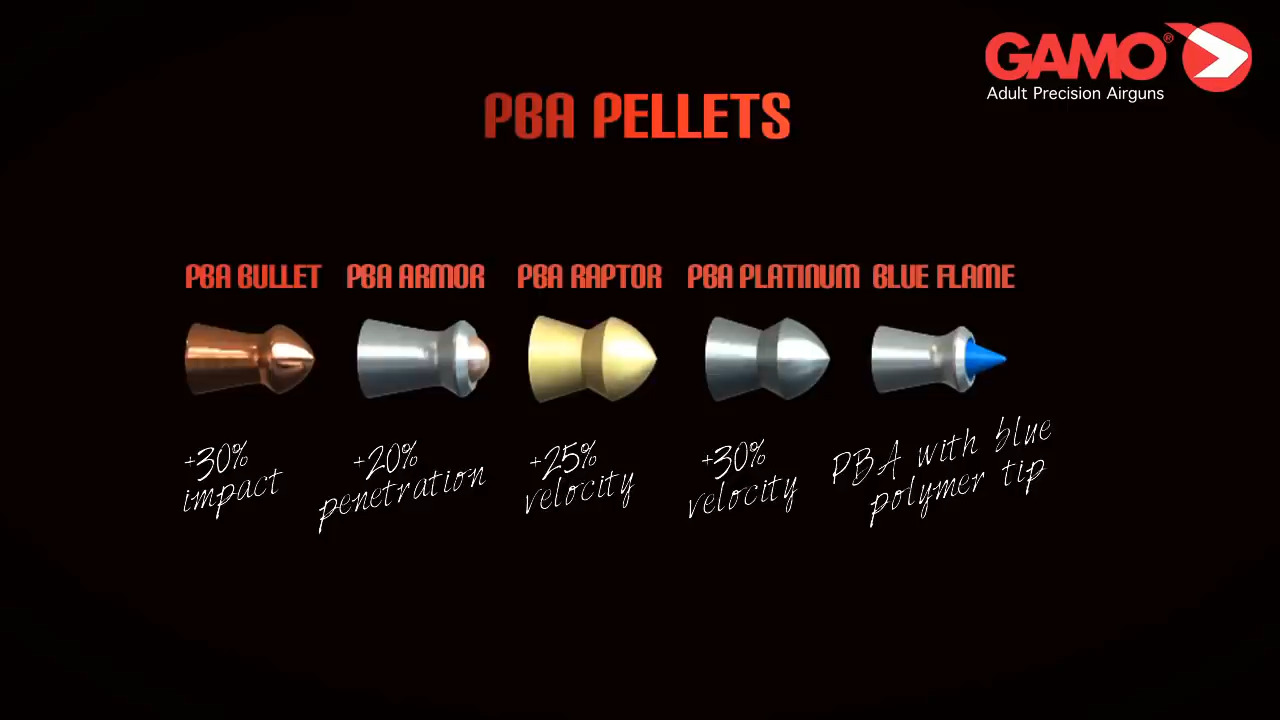 GAMO®
Adult Precision Airguns
PBA PELLETS
PBA BULLET PBA ARMOR PBA RAPTOR PBA PLATINUM BLUE FLAME
+30% impact
+20% penetration
+25% velocity
+30% velocity
PBA with blue polymer tip